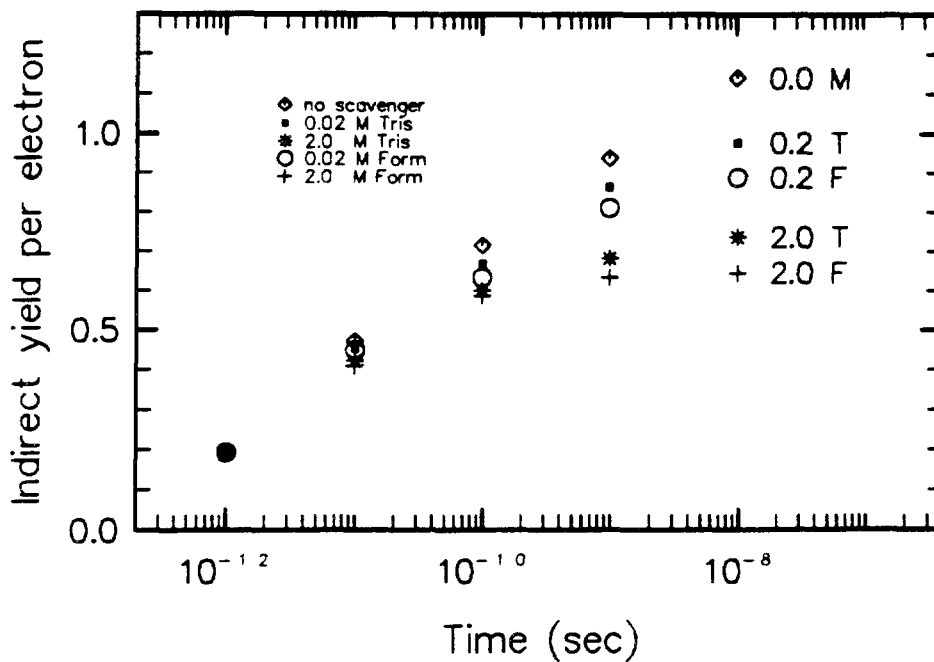 Indirect yield per electron
1.0
0.5
0.0
◇ no scavenger
▪ 0.02 M Tris
✱ 2.0 M Tris
○ 0.02 M Form
+ 2.0 M Form
◇ 0.0 M
▪ 0.2 T
○ 0.2 F
✱ 2.0 T
+ 2.0 F
10⁻¹² 10⁻¹⁰ 10⁻⁸
Time (sec)